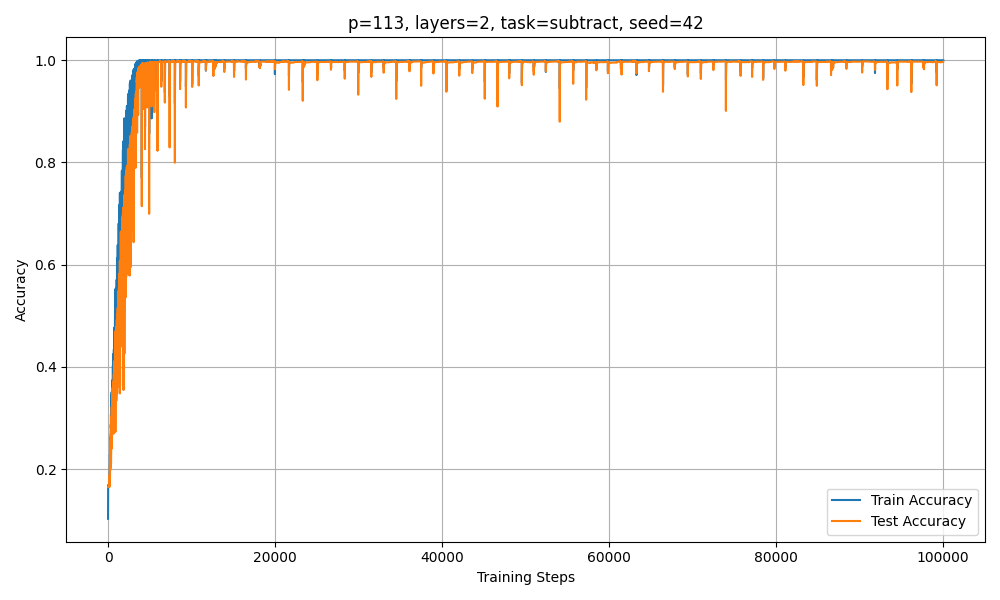 p=113, layers=2, task=subtract, seed=42
Accuracy
1.0
0.8
0.6
0.4
0.2
0
20000
40000
60000
80000
100000
Training Steps
Train Accuracy
Test Accuracy